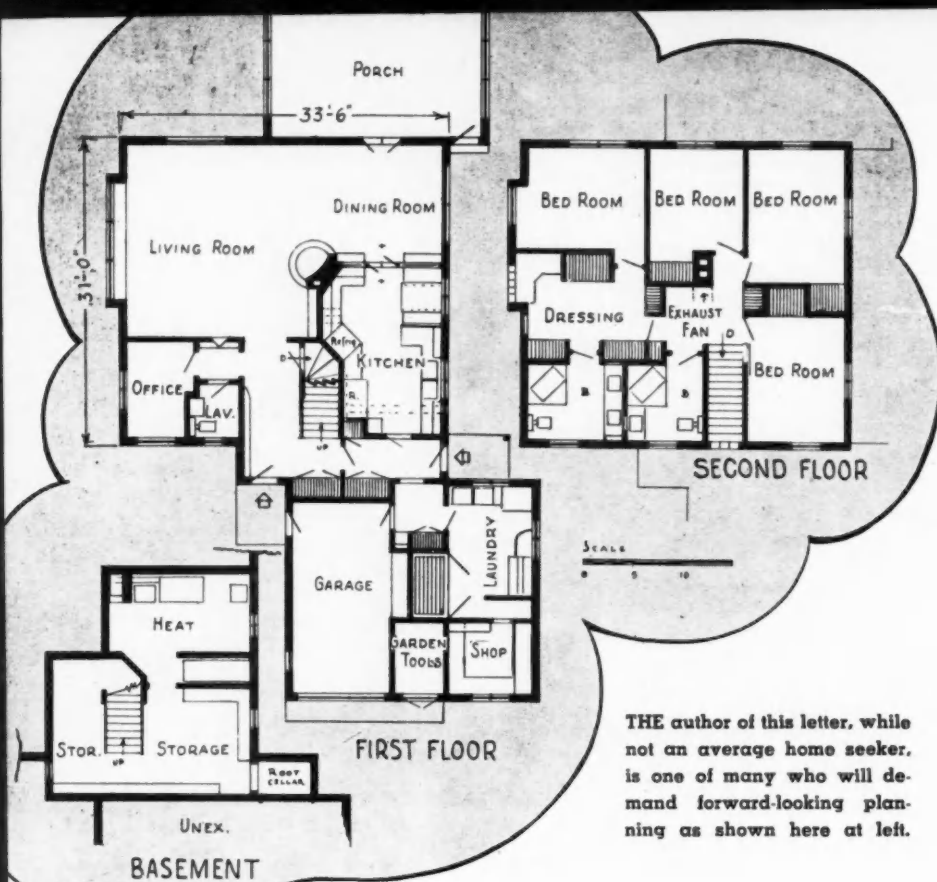 PORCH
33'-6"
31'-0"
LIVING ROOM
DINING ROOM
Refrig.
D
KITCHEN
R.
OFFICE
LAV.
UP
GARAGE
LAUNDRY
GARDEN
TOOLS
SHOP
FIRST FLOOR
BED ROOM
BED ROOM
BED ROOM
DRESSING
EXHAUST
FAN
D
B
B
BED ROOM
SECOND FLOOR
SCALE
0 5 10
HEAT
STOR.
UP
STORAGE
ROOT
CELLAR
UNEX.
BASEMENT
THE author of this letter, while
not an average home seeker,
is one of many who will de-
mand forward-looking plan-
ning as shown here at left.